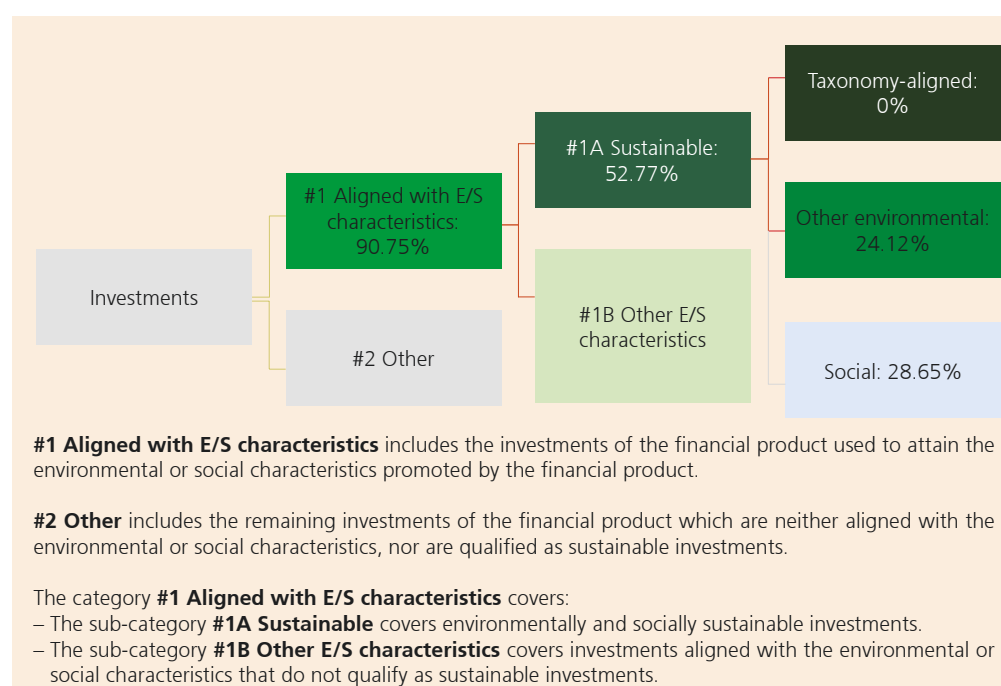 Taxonomy-aligned:
0%
#1A Sustainable:
52.77%
#1 Aligned with E/S
characteristics:
90.75%
Other environmental:
24.12%
Investments
#1B Other E/S
characteristics
#2 Other
Social: 28.65%
#1 Aligned with E/S characteristics includes the investments of the financial product used to attain the
environmental or social characteristics promoted by the financial product.
#2 Other includes the remaining investments of the financial product which are neither aligned with the
environmental or social characteristics, nor are qualified as sustainable investments.
The category #1 Aligned with E/S characteristics covers:
– The sub-category #1A Sustainable covers environmentally and socially sustainable investments.
– The sub-category #1B Other E/S characteristics covers investments aligned with the environmental or
social characteristics that do not qualify as sustainable investments.